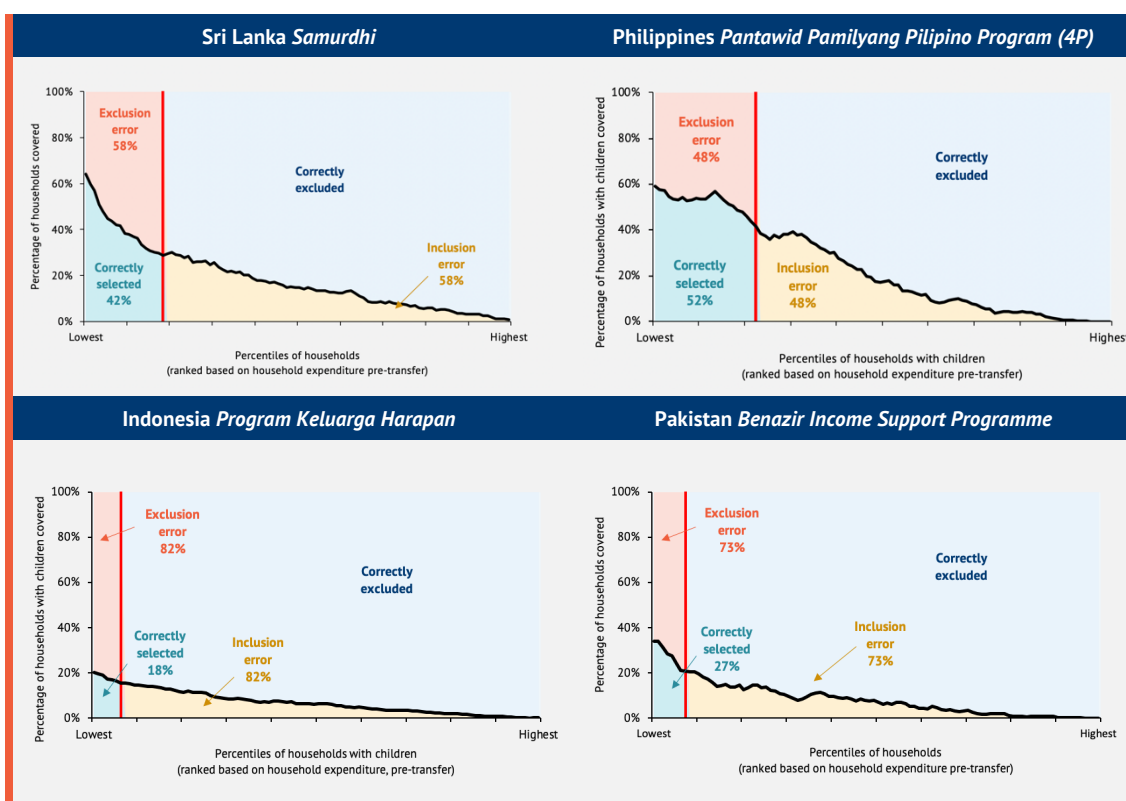 Sri Lanka Samurdhi
Percentage of households covered
100%
80%
60%
40%
20%
0%
Exclusion
error
58%
Correctly
excluded
Correctly
selected
42%
Inclusion
error
58%
Lowest
Highest
Percentiles of households
(ranked based on household expenditure pre-transfer)
Philippines Pantawid Pamilyang Pilipino Program (4P)
Percentage of households with children covered
100%
80%
60%
40%
20%
0%
Exclusion
error
48%
Correctly
excluded
Correctly
selected
52%
Inclusion
error
48%
Lowest
Highest
Percentiles of households with children
(ranked based on household expenditure pre-transfer)
Indonesia Program Keluarga Harapan
Percentage of households with children covered
100%
80%
60%
40%
20%
0%
Exclusion
error
82%
Correctly
excluded
Correctly
selected
18%
Inclusion
error
82%
Lowest
Highest
Percentiles of households with children
(ranked based on household expenditure, pre-transfer)
Pakistan Benazir Income Support Programme
Percentage of households covered
100%
80%
60%
40%
20%
0%
Exclusion
error
73%
Correctly
excluded
Correctly
selected
27%
Inclusion
error
73%
Lowest
Highest
Percentiles of households
(ranked based on household expenditure pre-transfer)